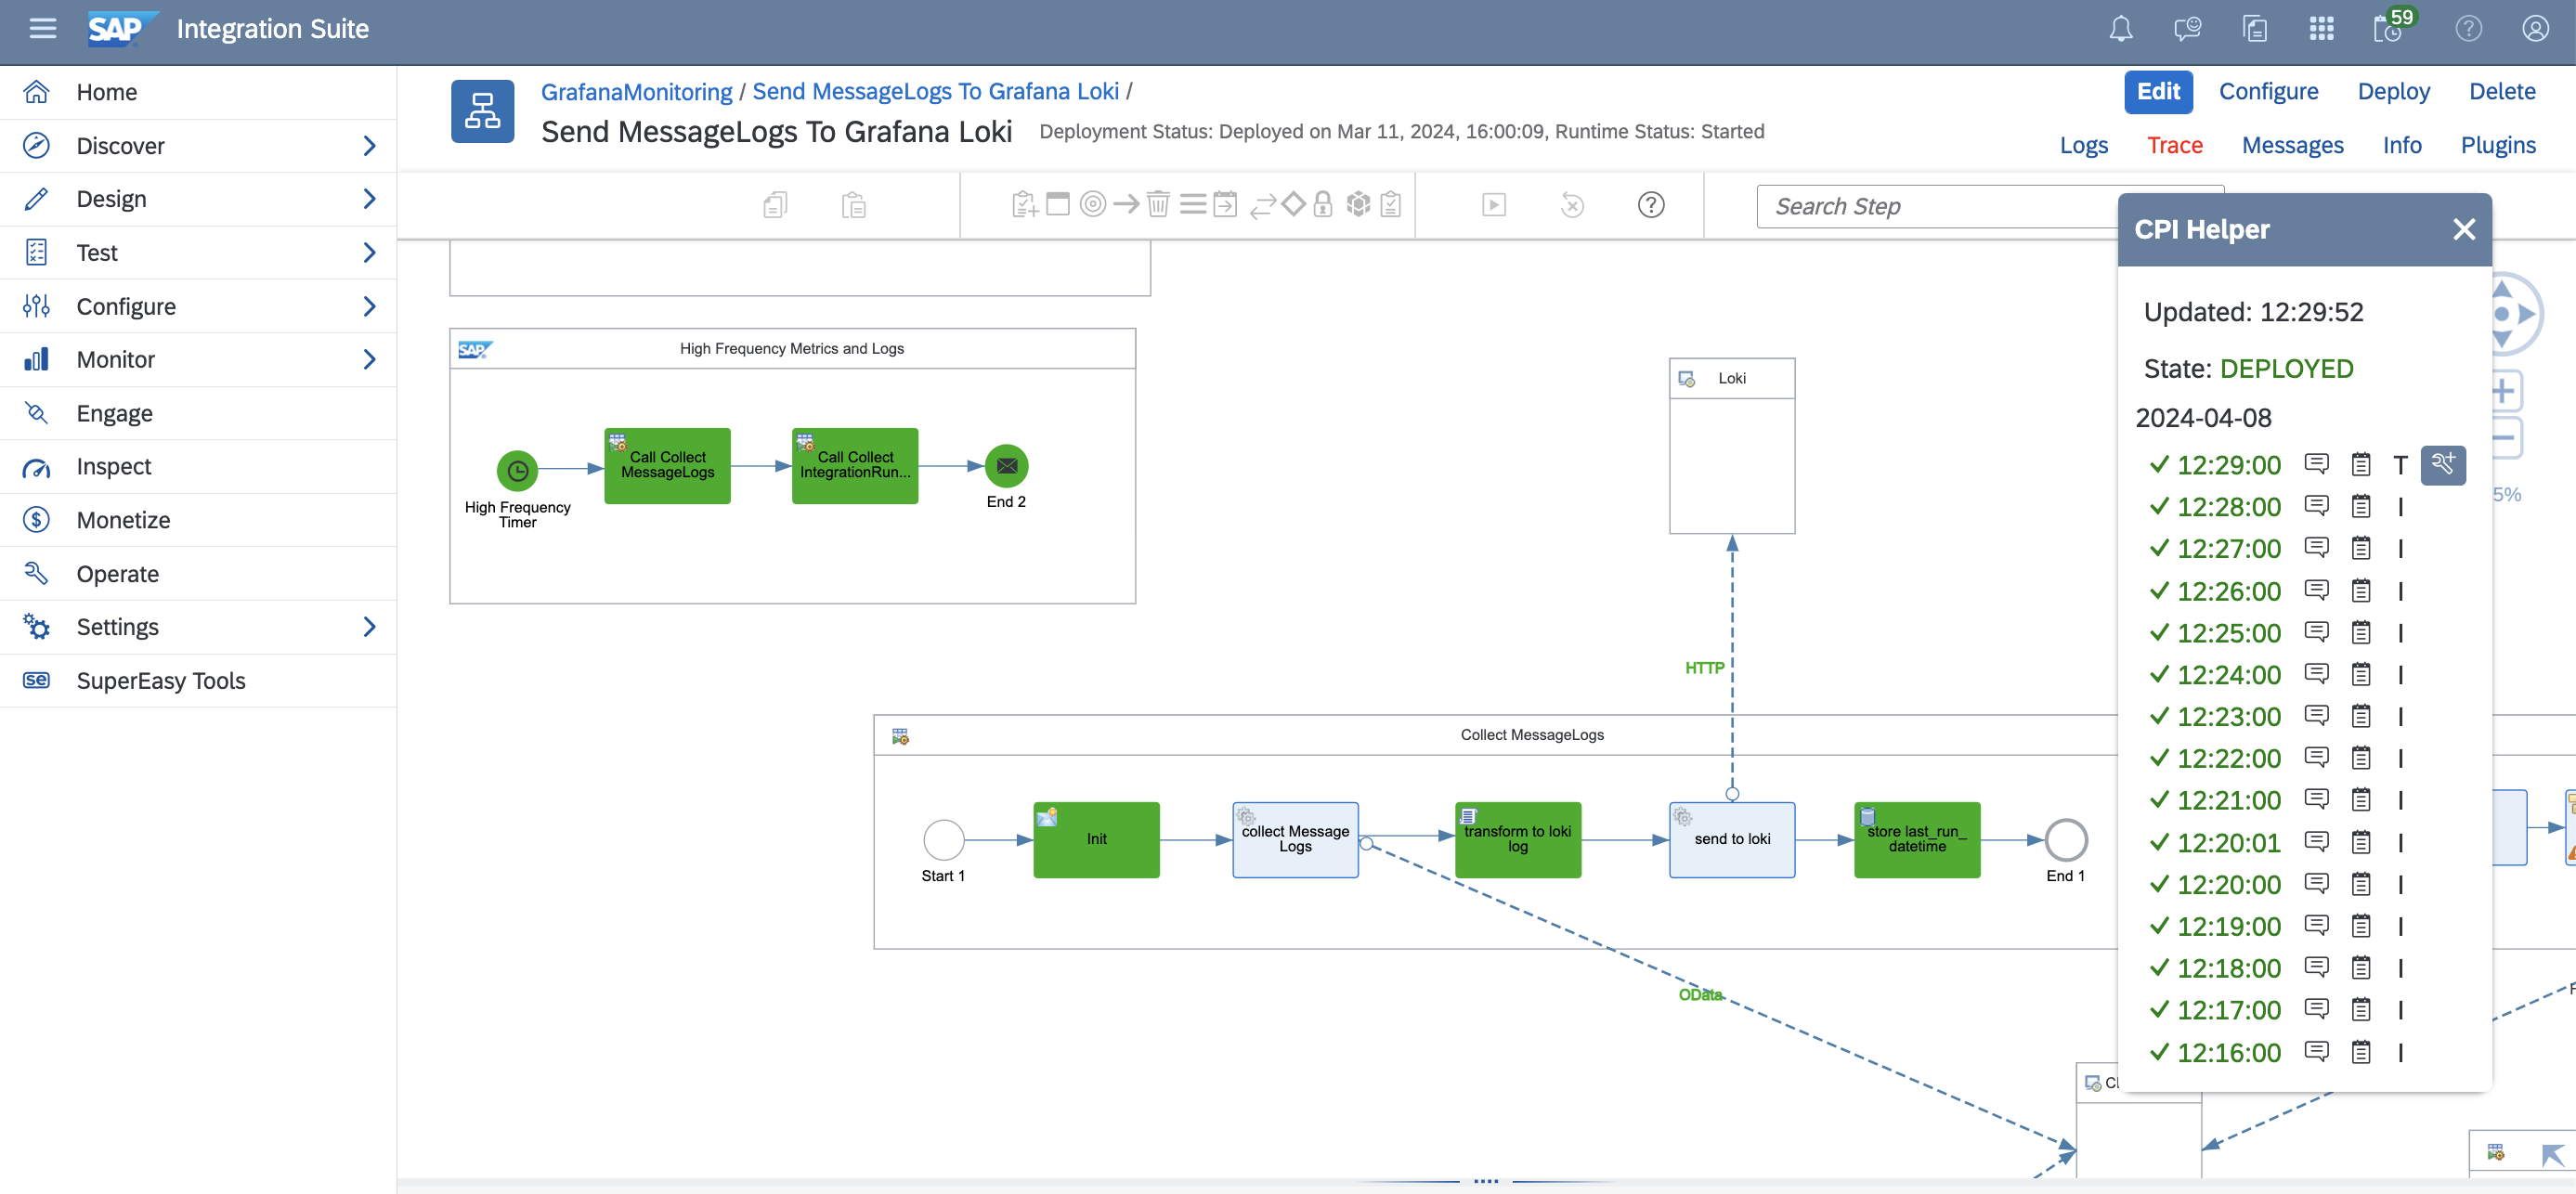 SAP Integration Suite
59
Home
Discover
Design
Test
Configure
Monitor
Engage
Inspect
Monetize
Operate
Settings
se SuperEasy Tools
GrafanaMonitoring / Send MessageLogs To Grafana Loki /
Send MessageLogs To Grafana Loki
Deployment Status: Deployed on Mar 11, 2024, 16:00:09, Runtime Status: Started
Edit Configure Deploy Delete
Logs Trace Messages Info Plugins
Search Step
SAP High Frequency Metrics and Logs
High Frequency
Timer
Call Collect
MessageLogs
Call Collect
IntegrationRun...
End 2
Loki
HTTP
Collect MessageLogs
Start 1
Init
collect Message
Logs
transform to loki
log
send to loki
store last_run_
datetime
End 1
OData
CPI Helper
Updated: 12:29:52
State: DEPLOYED
2024-04-08
12:29:00 T
12:28:00 I
12:27:00 I
12:26:00 I
12:25:00 I
12:24:00 I
12:23:00 I
12:22:00 I
12:21:00 I
12:20:01 I
12:20:00 I
12:19:00 I
12:18:00 I
12:17:00 I
12:16:00 I
5%